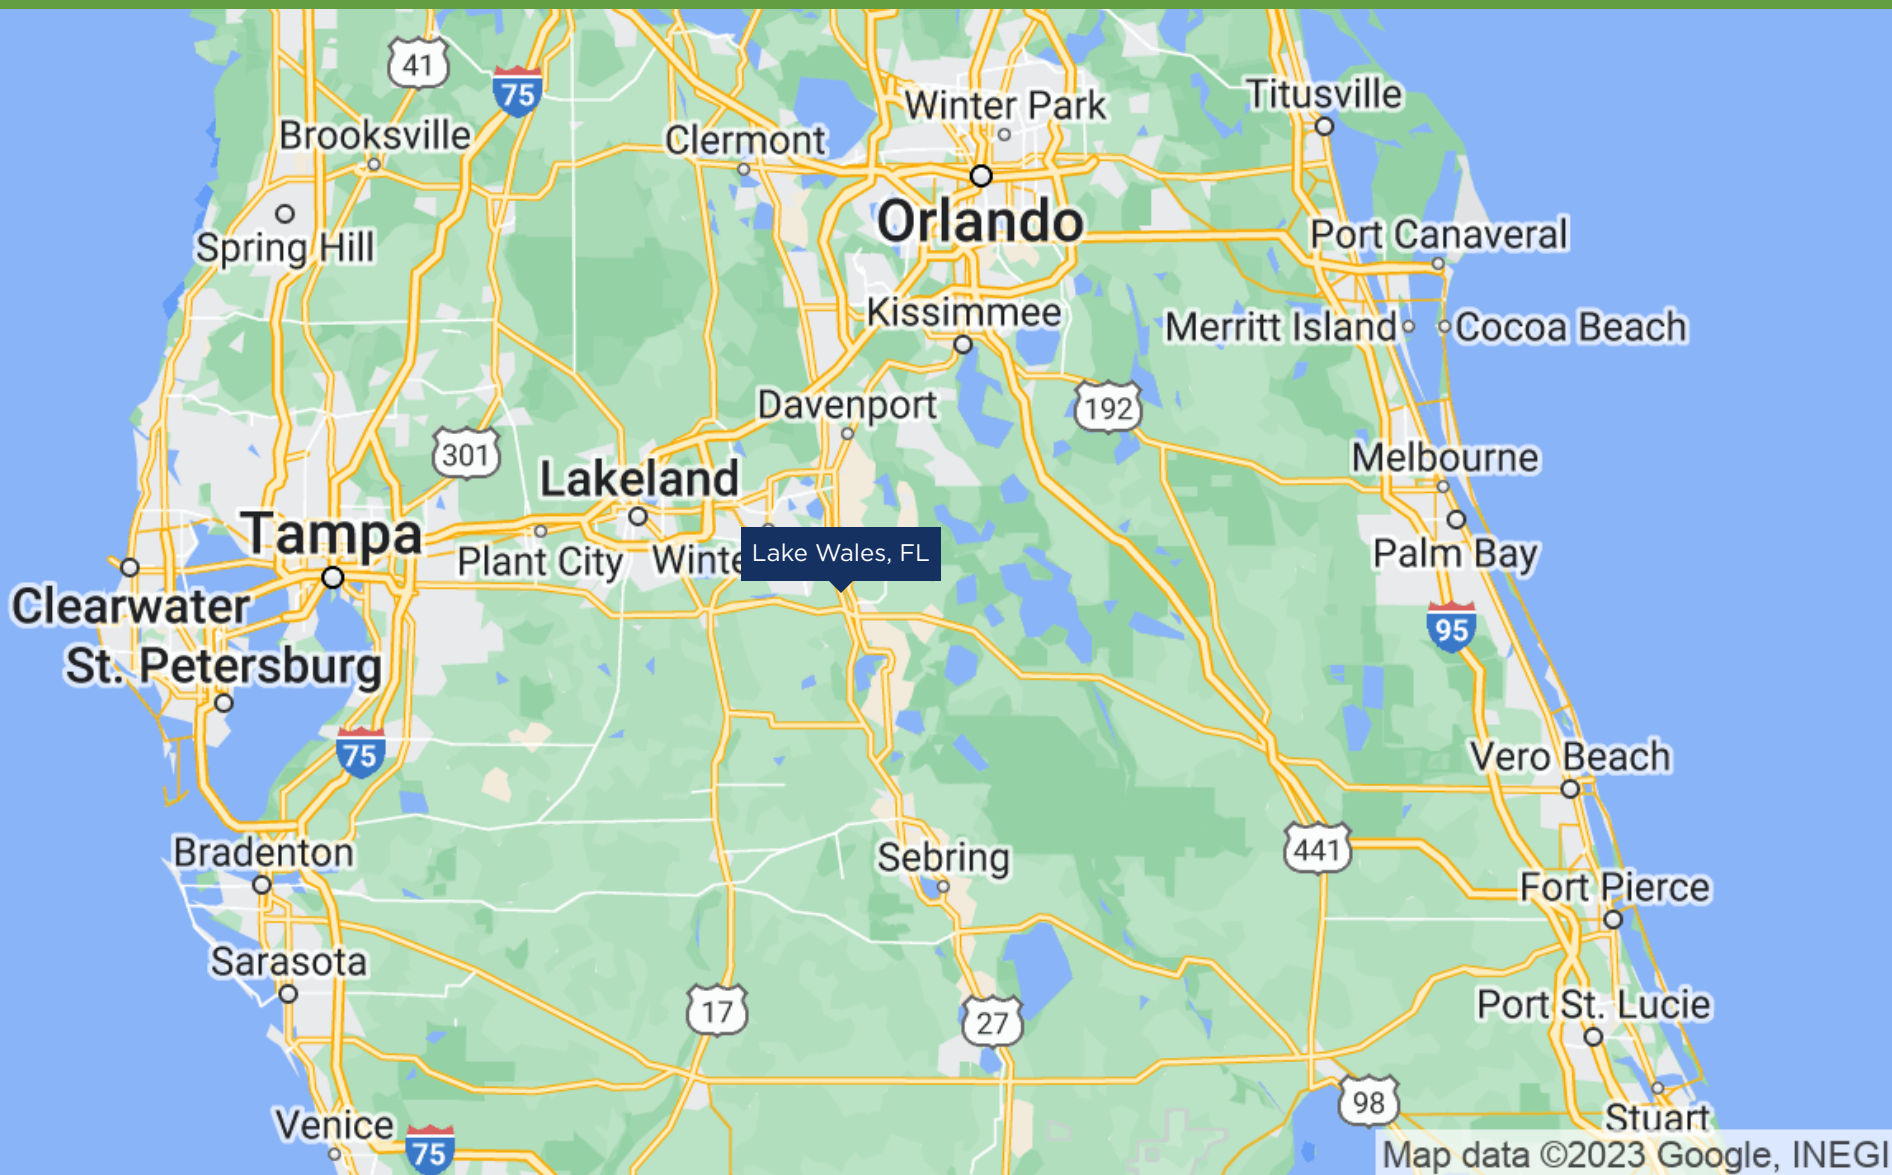 41
75
Brooksville
Clermont
Winter Park
Titusville
Spring Hill
Orlando
Port Canaveral
Kissimmee
Merritt Island
Cocoa Beach
Davenport
192
301
Lakeland
Melbourne
Tampa
Plant City
Winte
Lake Wales, FL
Palm Bay
Clearwater
95
St. Petersburg
75
Vero Beach
Bradenton
Sebring
441
Fort Pierce
Sarasota
17
27
Port St. Lucie
98
Venice
75
Stuart
Map data ©2023 Google, INEGI